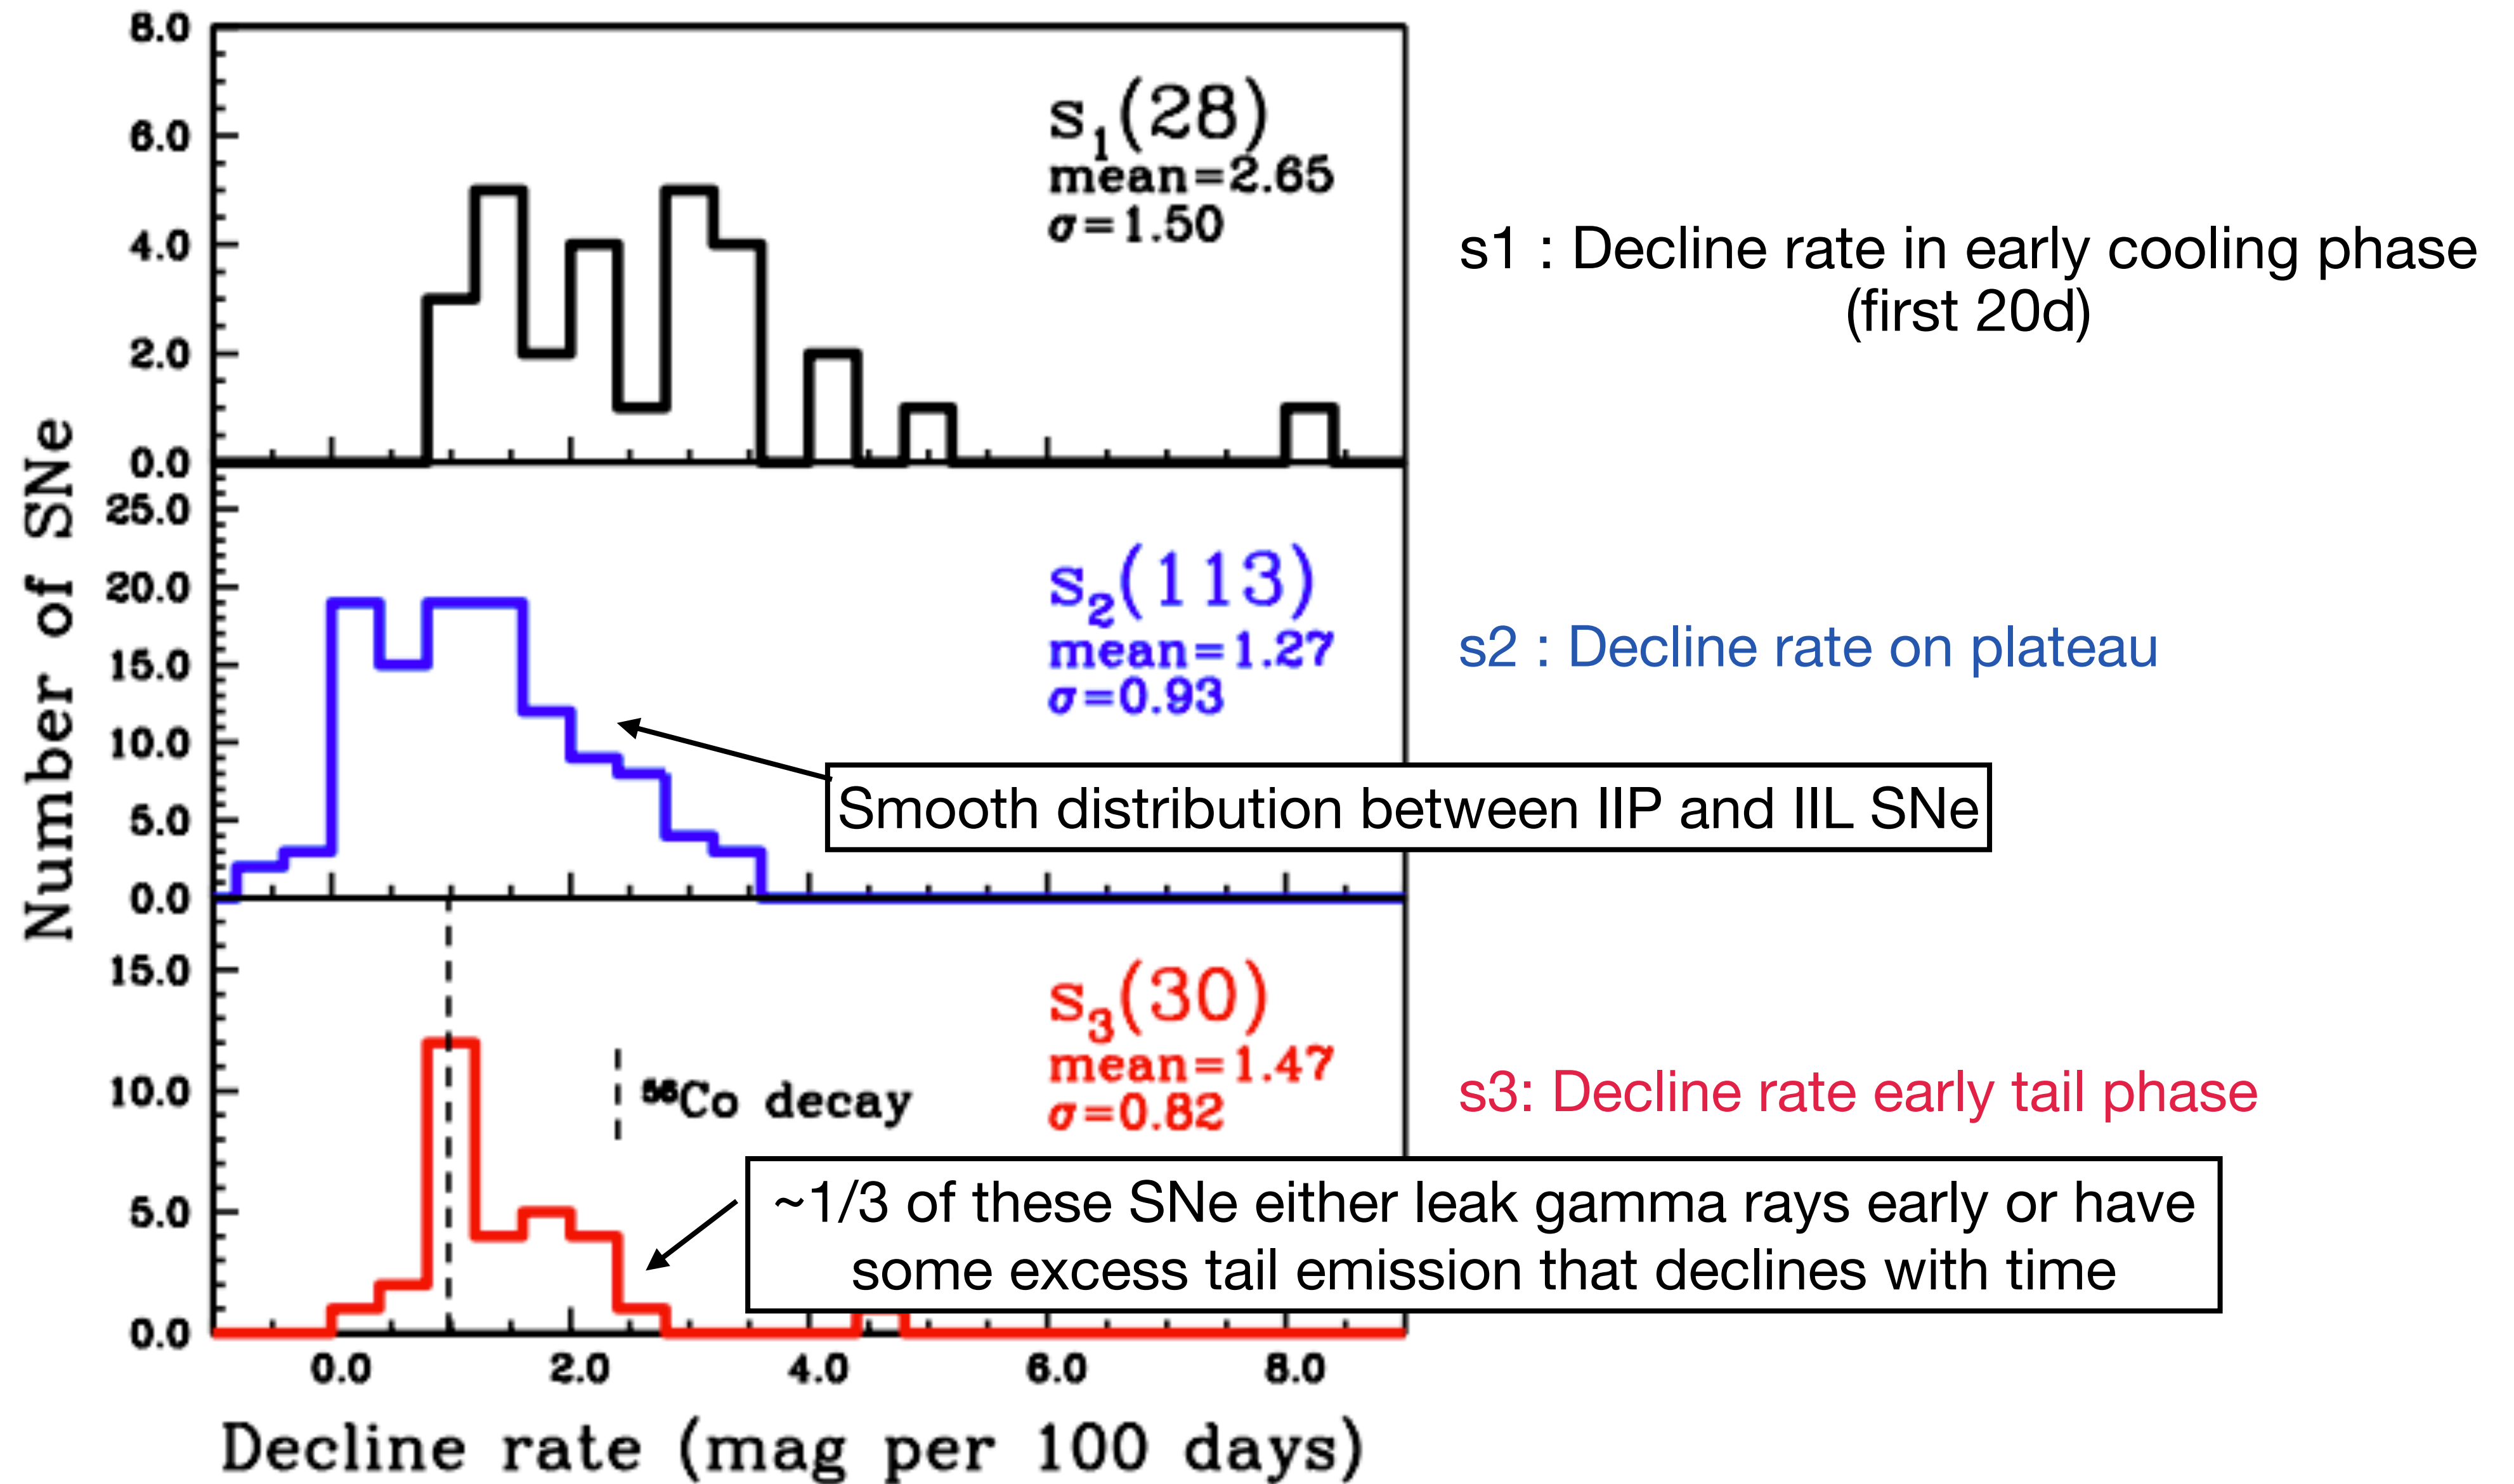 8.0
6.0
4.0
2.0
0.0
s1(28)
mean=2.65
σ=1.50
s1 : Decline rate in early cooling phase
(first 20d)
Number of SNe
25.0
20.0
15.0
10.0
5.0
0.0
s2(113)
mean=1.27
σ=0.93
s2 : Decline rate on plateau
Smooth distribution between IIP and IIL SNe
15.0
10.0
5.0
0.0
s3(30)
mean=1.47
σ=0.82
56Co decay
s3: Decline rate early tail phase
~1/3 of these SNe either leak gamma rays early or have
some excess tail emission that declines with time
0.0 2.0 4.0 6.0 8.0
Decline rate (mag per 100 days)